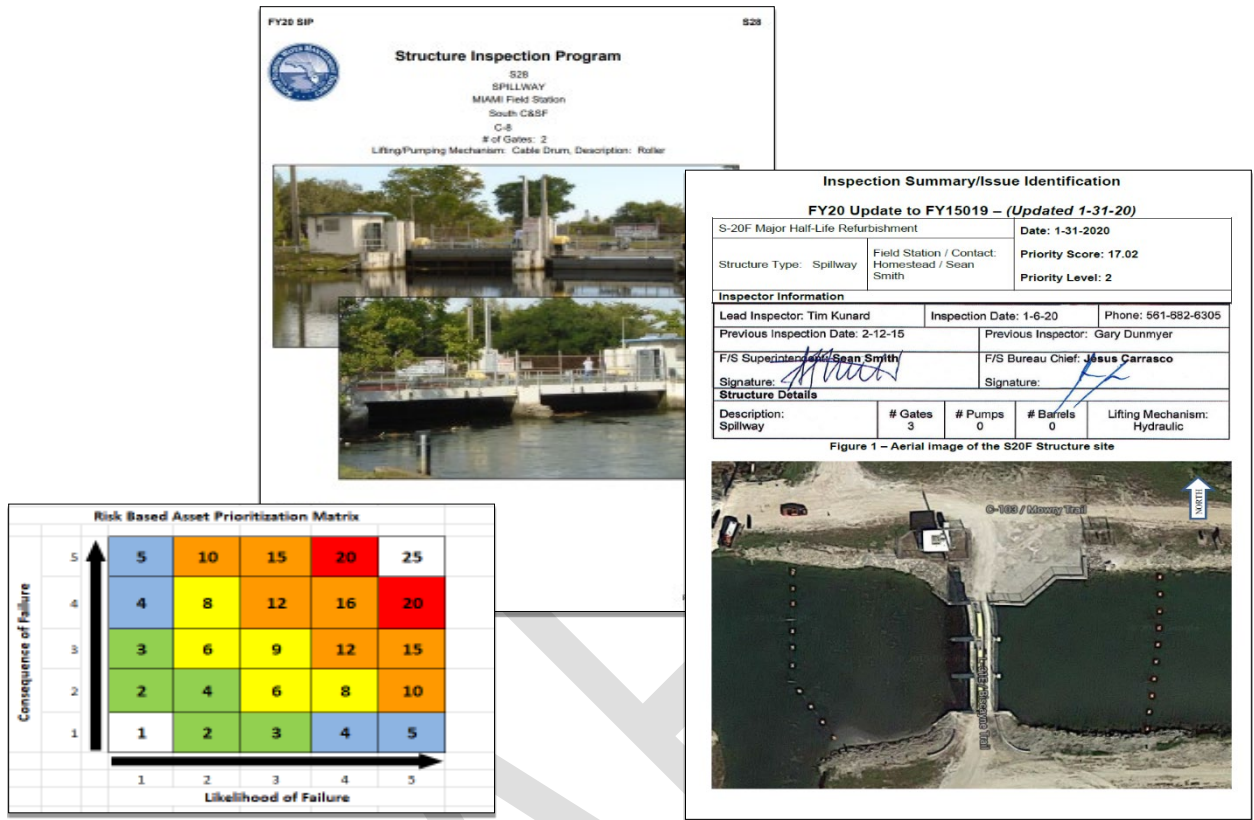 FY20 SIP
S28
Structure Inspection Program
S28
SPILLWAY
MIAMI Field Station
South C&SF
C-8
# of Gates: 2
Lifting/Pumping Mechanism: Cable Drum, Description: Roller
Inspection Summary/Issue Identification
FY20 Update to FY15019 – (Updated 1-31-20)
S-20F Major Half-Life Refurbishment
Date: 1-31-2020
Structure Type: Spillway
Field Station / Contact:
Homestead / Sean
Smith
Priority Score: 17.02
Priority Level: 2
Inspector Information
Lead Inspector: Tim Kunard
Inspection Date: 1-6-20
Phone: 561-882-6305
Previous Inspection Date: 2-12-15
Previous Inspector: Gary Dunmyer
F/S Superintendent: Sean Smith
Signature:
F/S Bureau Chief: Jesus Carrasco
Signature:
Structure Details
Description:
Spillway
# Gates
3
# Pumps
0
# Barrels
0
Lifting Mechanism:
Hydraulic
Figure 1 – Aerial image of the S20F Structure site
NORTH
C-103 / Mowry Trail
Risk Based Asset Prioritization Matrix
Consequence of Failure
5 5 10 15 20 25
4 4 8 12 16 20
3 3 6 9 12 15
2 2 4 6 8 10
1 1 2 3 4 5
1 2 3 4 5
Likelihood of Failure